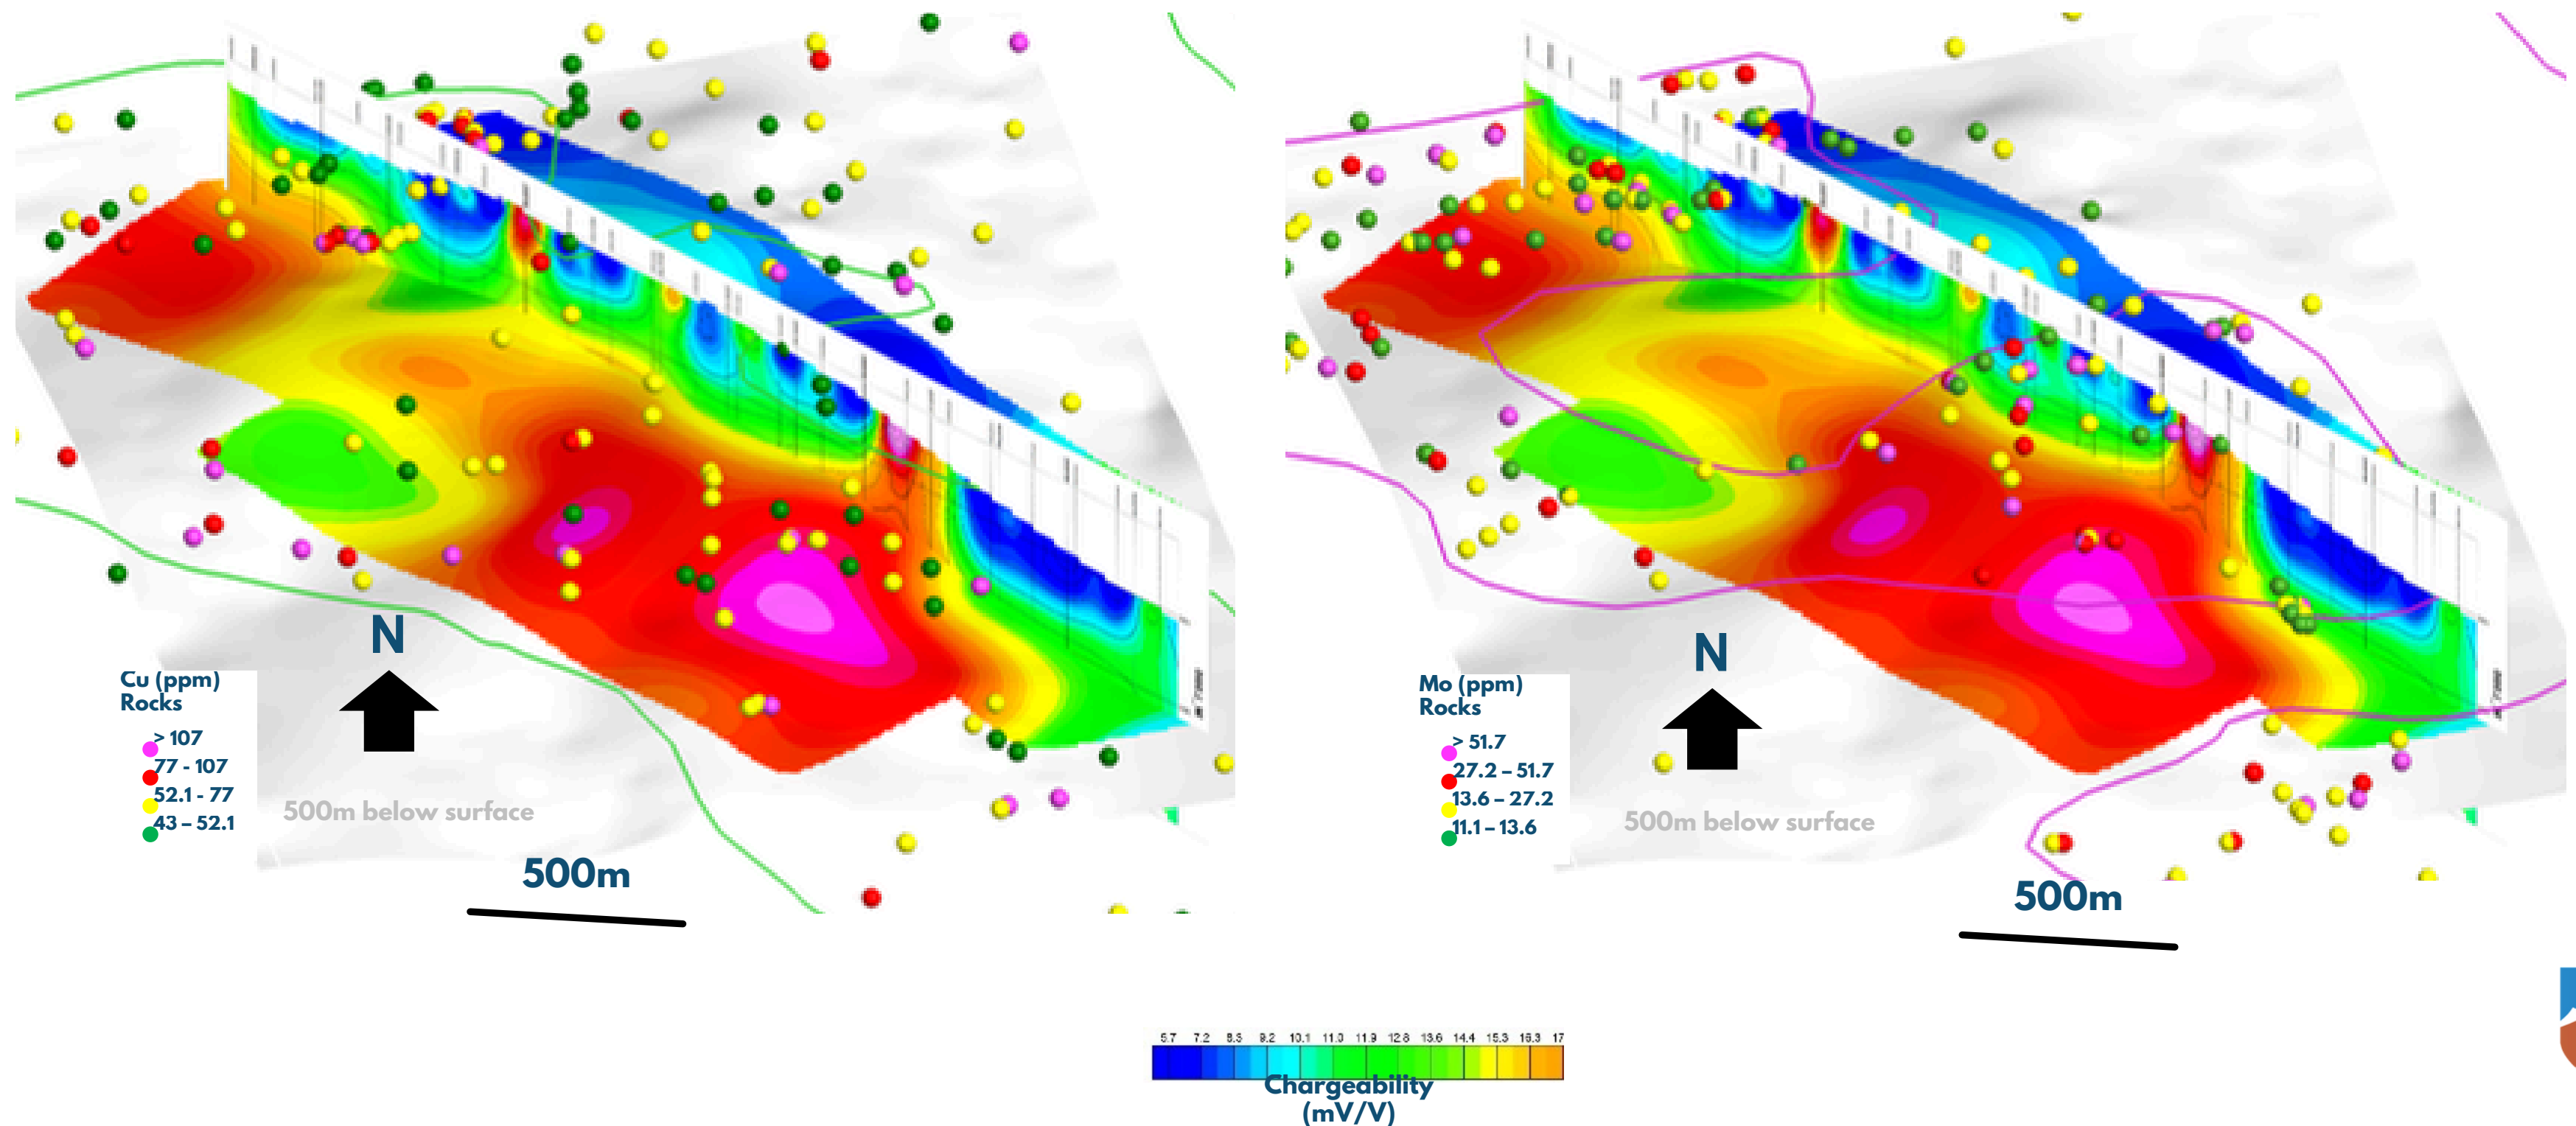 N
Cu (ppm)
Rocks
> 107
77 - 107
52.1 - 77
43 – 52.1
500m below surface
500m
N
Mo (ppm)
Rocks
> 51.7
27.2 – 51.7
13.6 – 27.2
11.1 – 13.6
500m below surface
500m
5.7 7.2 8.3 9.2 10.1 11.0 11.9 12.8 13.6 14.4 15.3 16.3 17
Chargeability
(mV/V)